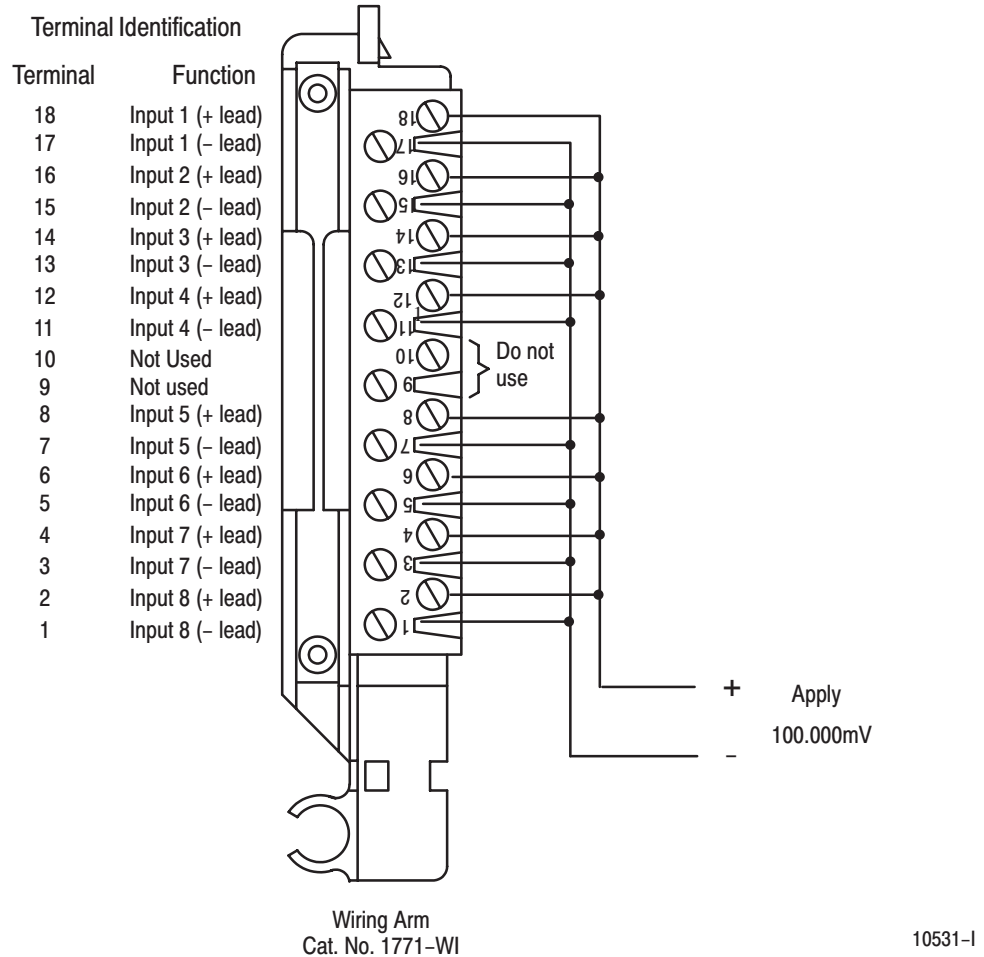 Terminal Identification
Terminal Function
18 Input 1 (+ lead)
17 Input 1 (– lead)
16 Input 2 (+ lead)
15 Input 2 (– lead)
14 Input 3 (+ lead)
13 Input 3 (– lead)
12 Input 4 (+ lead)
11 Input 4 (– lead)
10 Not Used
9 Not used
8 Input 5 (+ lead)
7 Input 5 (– lead)
6 Input 6 (+ lead)
5 Input 6 (– lead)
4 Input 7 (+ lead)
3 Input 7 (– lead)
2 Input 8 (+ lead)
1 Input 8 (– lead)
18
17
16
15
14
13
12
11
10
9
8
7
6
5
4
3
2
1
Do not
use
+ Apply
100.000mV
–
Wiring Arm
Cat. No. 1771–WI
10531–I